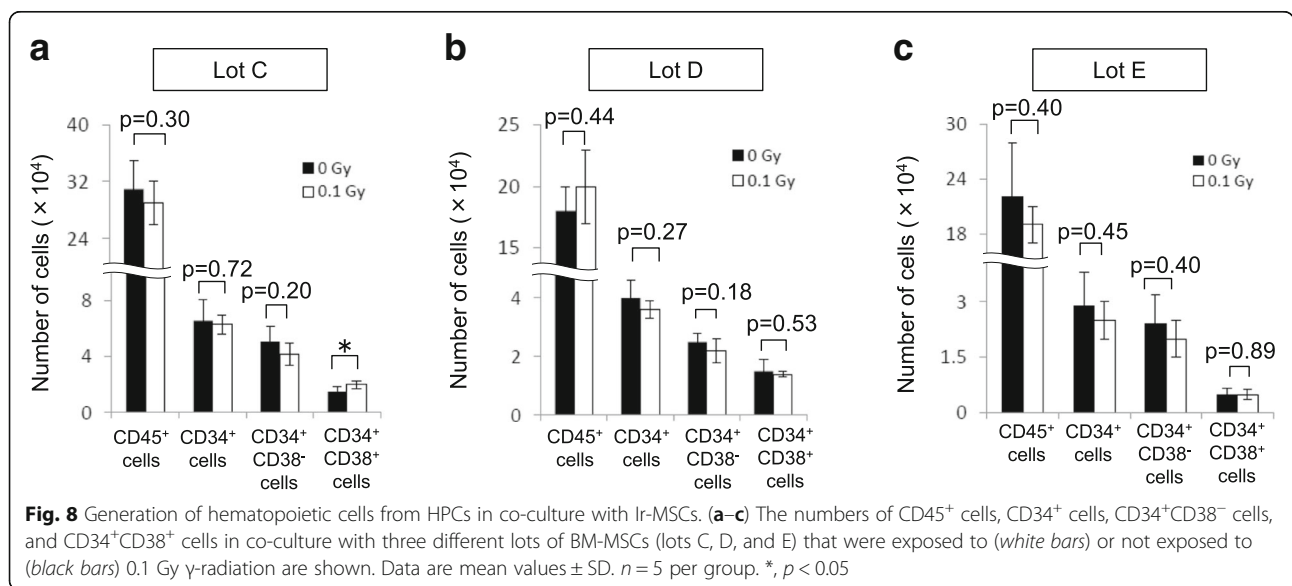 a
Lot C
Number of cells ( × 10⁴)
40
32
24
8
4
0
p=0.30
p=0.72
p=0.20
*
0 Gy
0.1 Gy
CD45⁺ cells
CD34⁺ cells
CD34⁺ CD38⁻ cells
CD34⁺ CD38⁺ cells
b
Lot D
Number of cells ( × 10⁴)
25
20
15
4
2
0
p=0.44
p=0.27
p=0.18
p=0.53
0 Gy
0.1 Gy
CD45⁺ cells
CD34⁺ cells
CD34⁺ CD38⁻ cells
CD34⁺ CD38⁺ cells
c
Lot E
Number of cells ( × 10⁴)
30
24
18
3
1.5
0
p=0.40
p=0.45
p=0.40
p=0.89
0 Gy
0.1 Gy
CD45⁺ cells
CD34⁺ cells
CD34⁺ CD38⁻ cells
CD34⁺ CD38⁺ cells
Fig. 8 Generation of hematopoietic cells from HPCs in co-culture with Ir-MSCs. (a–c) The numbers of CD45⁺ cells, CD34⁺ cells, CD34⁺CD38⁻ cells,
and CD34⁺CD38⁺ cells in co-culture with three different lots of BM-MSCs (lots C, D, and E) that were exposed to (white bars) or not exposed to
(black bars) 0.1 Gy γ-radiation are shown. Data are mean values ± SD. n = 5 per group. *, p < 0.05